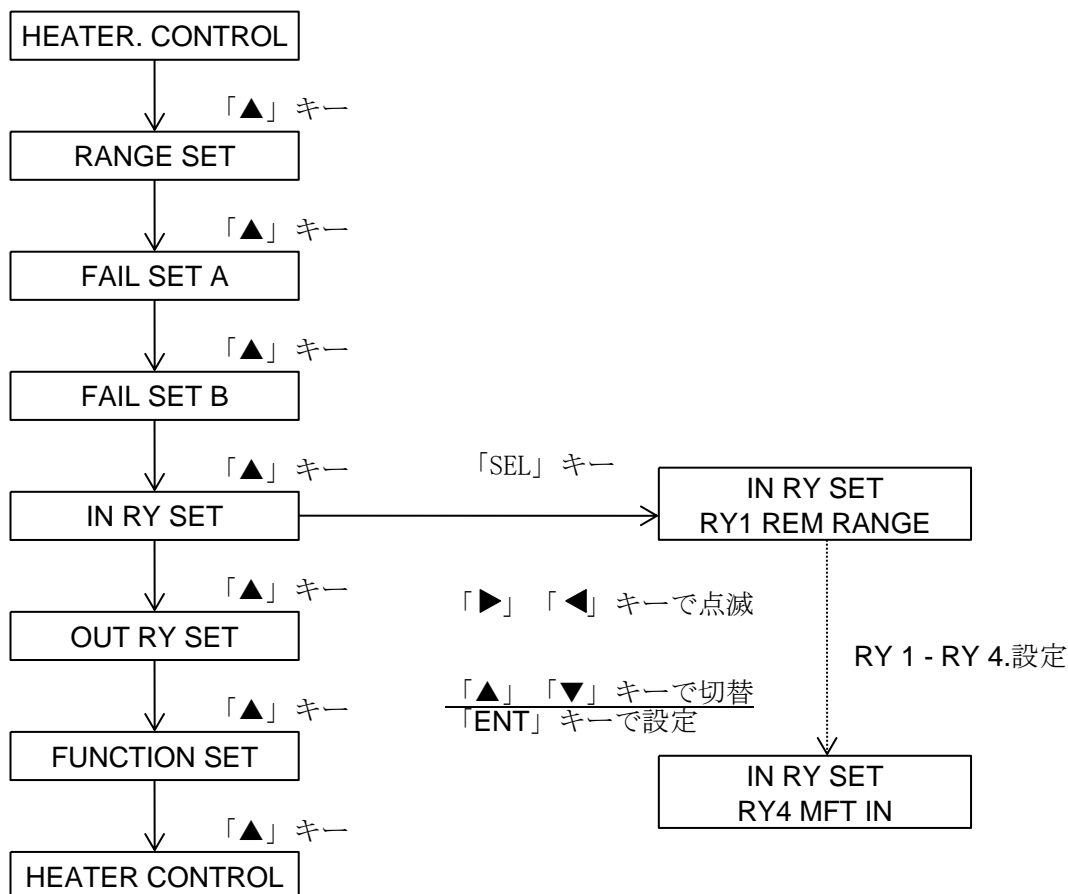 HEATER. CONTROL
「▲」キー
RANGE SET
「▲」キー
FAIL SET A
「▲」キー
FAIL SET B
「▲」キー
「SEL」キー
IN RY SET
IN RY SET
RY1 REM RANGE
「▲」キー
「▶」「◀」キーで点滅
OUT RY SET
RY 1 - RY 4.設定
「▲」キー
「▲」「▼」キーで切替
「ENT」キーで設定
FUNCTION SET
IN RY SET
RY4 MFT IN
「▲」キー
HEATER CONTROL